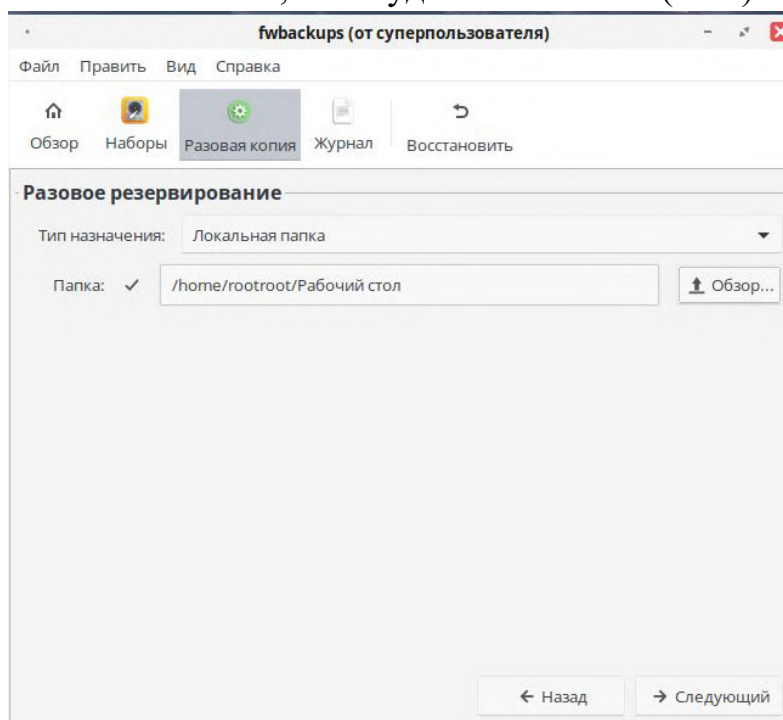 fwbackups (от суперпользователя)
Файл Править Вид Справка
Обзор Наборы Разовая копия Журнал Восстановить
Разовое резервирование
Тип назначения: Локальная папка
Папка: /home/rootroot/Рабочий стол Обзор...
Назад Следующий